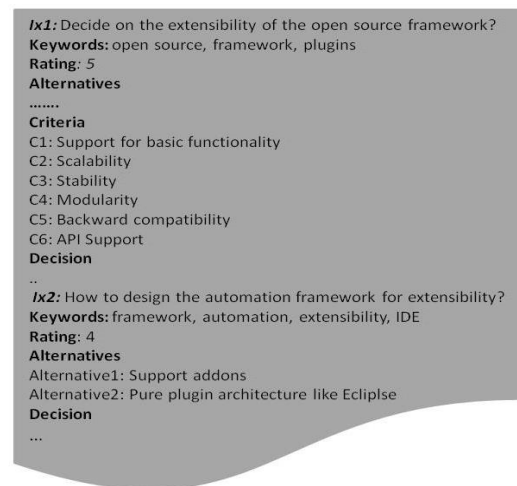 Ix1: Decide on the extensibility of the open source framework?
Keywords: open source, framework, plugins
Rating: 5
Alternatives
.......
Criteria
C1: Support for basic functionality
C2: Scalability
C3: Stability
C4: Modularity
C5: Backward compatibility
C6: API Support
Decision
..
Ix2: How to design the automation framework for extensibility?
Keywords: framework, automation, extensibility, IDE
Rating: 4
Alternatives
Alternative1: Support addons
Alternative2: Pure plugin architecture like Ecliplse
Decision
...